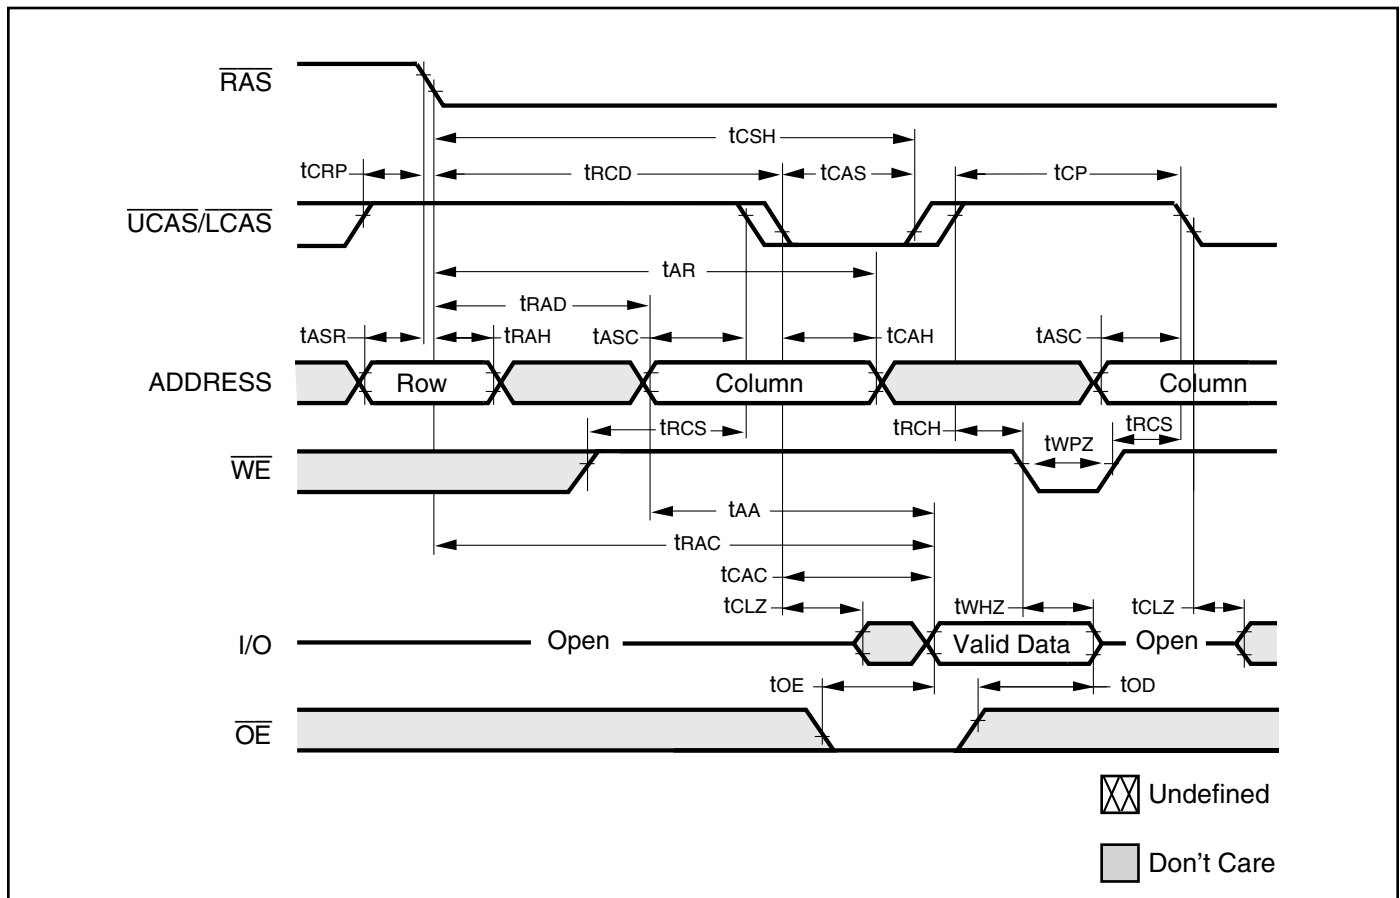 RAS
tCSH
tCRP
tRCD
tCAS
tCP
UCAS/LCAS
tAR
tRAD
tASR
tRAH
tASC
tCAH
tASC
ADDRESS
Row
Column
Column
tRCS
tRCH
tRCS
tWPZ
WE
tAA
tRAC
tCAC
tCLZ
tWHZ
tCLZ
I/O
Open
Valid Data
Open
tOE
tOD
OE
Undefined
Don't Care